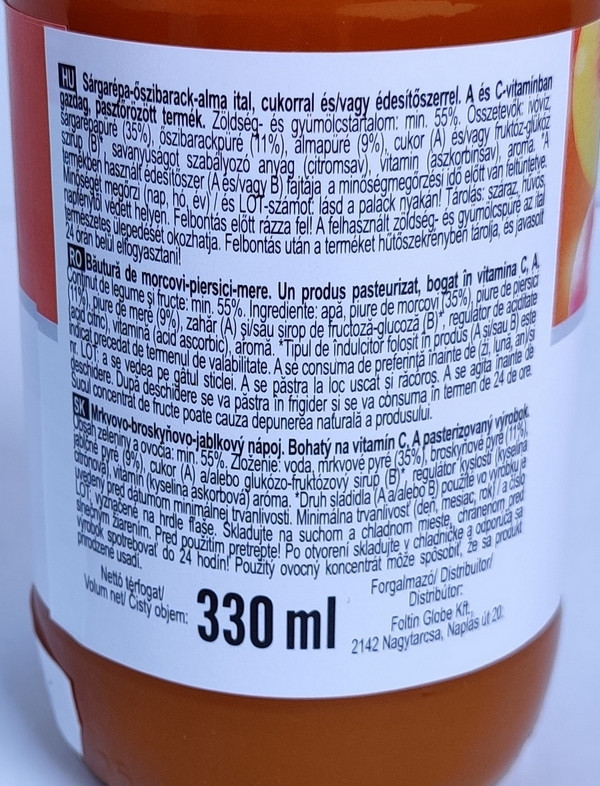 HU Sárgarépa-őszibarack-alma ital, cukorral és/vagy édesítőszerrel. A és C-vitaminban
gazdag, pasztőrözött termék. Zöldség- és gyümölcstartalom: min. 55%. Összetevők: ivóvíz,
sárgarépapüré (35%), őszibarackpüré (11%), almapüré (9%), cukor (A) és/vagy fruktóz-glükóz
szirup (B)*, savanyúságot szabályozó anyag (citromsav), vitamin (aszkorbinsav), aroma. *A
termékben használt édesítőszer (A és/vagy B) fajtája a minőségmegőrzési idő előtt van feltüntetve.
Minőségét megőrzi (nap, hó, év) / és LOT-számot: lásd a palack nyakán! Tárolás: száraz, hűvös,
napfénytől védett helyen. Felbontás előtt rázza fel! A felhasznált zöldség- és gyümölcspüré az ital
természetes ülepedését okozhatja. Felbontás után a terméket hűtőszekrényben tárolja, és javasolt
24 órán belül elfogyasztani!
RO Băutură de morcovi-piersici-mere. Un produs pasteurizat, bogat în vitamina C, A.
Conținut de legume și fructe: min. 55%. Ingrediente: apă, piure de morcovi (35%), piure de piersici
(11%), piure de mere (9%), zahăr (A) și/sau sirop de fructoză-glucoză (B)*, regulator de aciditate
(acid citric), vitamină (acid ascorbic), aromă. *Tipul de îndulcitor folosit în produs (A și/sau B) este
indicat precedat de termenul de valabilitate. A se consuma de preferință înainte de (zi, lună, an)/și
nr. LOT: a se vedea pe gâtul sticlei. A se păstra la loc uscat și răcoros. A se agita înainte de
deschidere. După deschidere se va păstra în frigider și se va consuma în termen de 24 de ore.
Sucul concentrat de fructe poate cauza depunerea naturală a produsului.
SK Mrkvovo-broskyňovo-jablkový nápoj. Bohatý na vitamín C, A pasterizovaný výrobok.
Obsah zeleniny a ovocia: min. 55%. Zloženie: voda, mrkvové pyré (35%), broskyňové pyré (11%),
jablčné pyré (9%), cukor (A) a/alebo glukózo-fruktózový sirup (B)*, regulátor kyslosti (kyselina
citrónová), vitamín (kyselina askorbová) aróma. *Druh sladidla (A a/alebo B) použité vo výrobku je
uvedený pred dátumom minimálnej trvanlivosti. Minimálna trvanlivosť (deň, mesiac, rok) / a číslo
LOT: vyznačené na hrdle fľaše. Skladujte na suchom a chladnom mieste, chránenom pred
slnečným žiarením. Pred použitím pretrepte! Po otvorení skladujte v chladničke a odporúča sa
výrobok spotrebovať do 24 hodín! Použitý ovocný koncentrát môže spôsobiť, že sa produkt
prirodzene usadí.
Nettó térfogat/
Volum net/ Čistý objem:
330 ml
Forgalmazó/ Distribuitor/
Distribútor:
Foltin Globe Kft.
2142 Nagytarcsa, Naplás út 20.